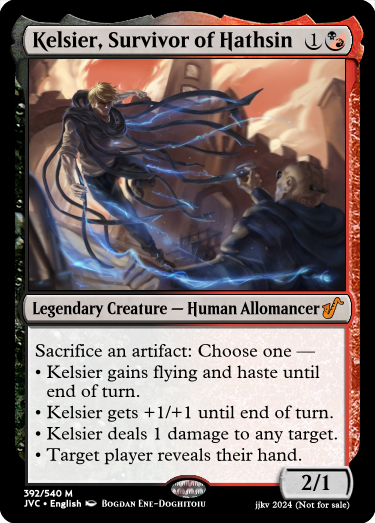 Kelsier, Survivor of Hathsin 1
Legendary Creature — Human Allomancer
Sacrifice an artifact: Choose one —
• Kelsier gains flying and haste until
end of turn.
• Kelsier gets +1/+1 until end of turn.
• Kelsier deals 1 damage to any target.
• Target player reveals their hand.
2/1
392/540 M
JVC • English Bogdan Ene-Doghitoiu
jjkv 2024 (Not for sale)